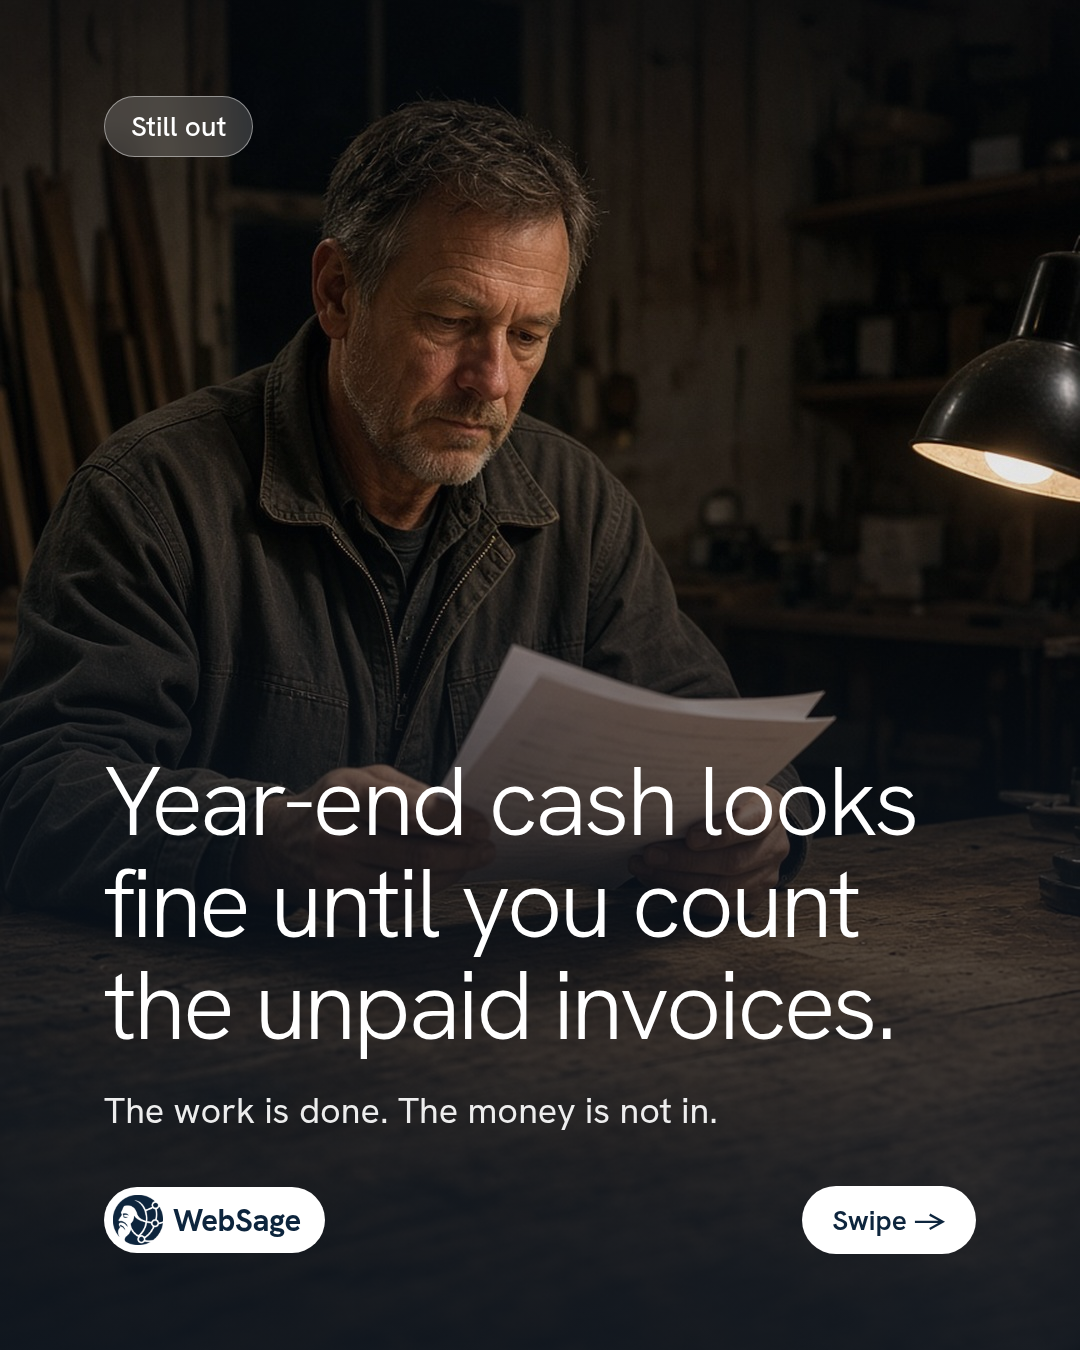 Still out
Year-end cash looks
fine until you count
the unpaid invoices.
The work is done. The money is not in.
WebSage
Swipe →